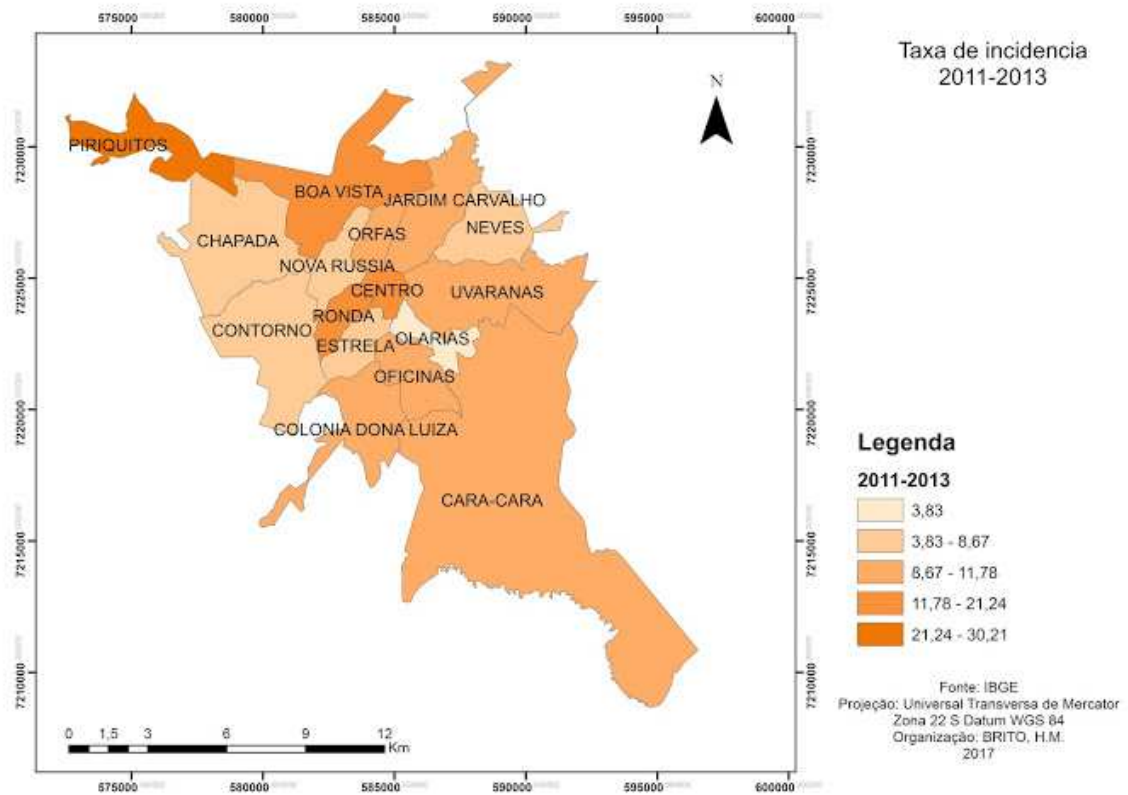 575000 580000 585000 590000 595000 600000
Taxa de incidencia
2011-2013
N
7230000 7230000
7225000 7225000
7220000 7220000
7215000 7215000
7210000 7210000
PIRIQUITOS
BOA VISTA
JARDIM CARVALHO
CHAPADA
ORFAS
NEVES
NOVA RUSSIA
CENTRO
UVARANAS
RONDA
CONTORNO
OLARIAS
ESTRELA
OFICINAS
COLONIA DONA LUIZA
CARA-CARA
Legenda
2011-2013
3,83
3,83 - 8,67
8,67 - 11,78
11,78 - 21,24
21,24 - 30,21
Fonte: IBGE
Projeção: Universal Transversa de Mercator
Zona 22 S Datum WGS 84
Organização: BRITO, H.M.
2017
0 1,5 3 6 9 12
Km
575000 580000 585000 590000 595000 600000